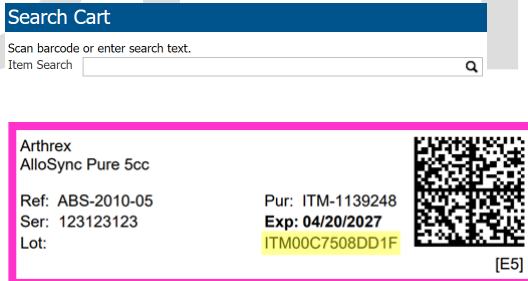 Search Cart
Scan barcode or enter search text.
Item Search
Arthrex
AlloSync Pure 5cc
Ref: ABS-2010-05 Pur: ITM-1139248
Ser: 123123123 Exp: 04/20/2027
Lot: ITM00C7508DD1F
[E5]